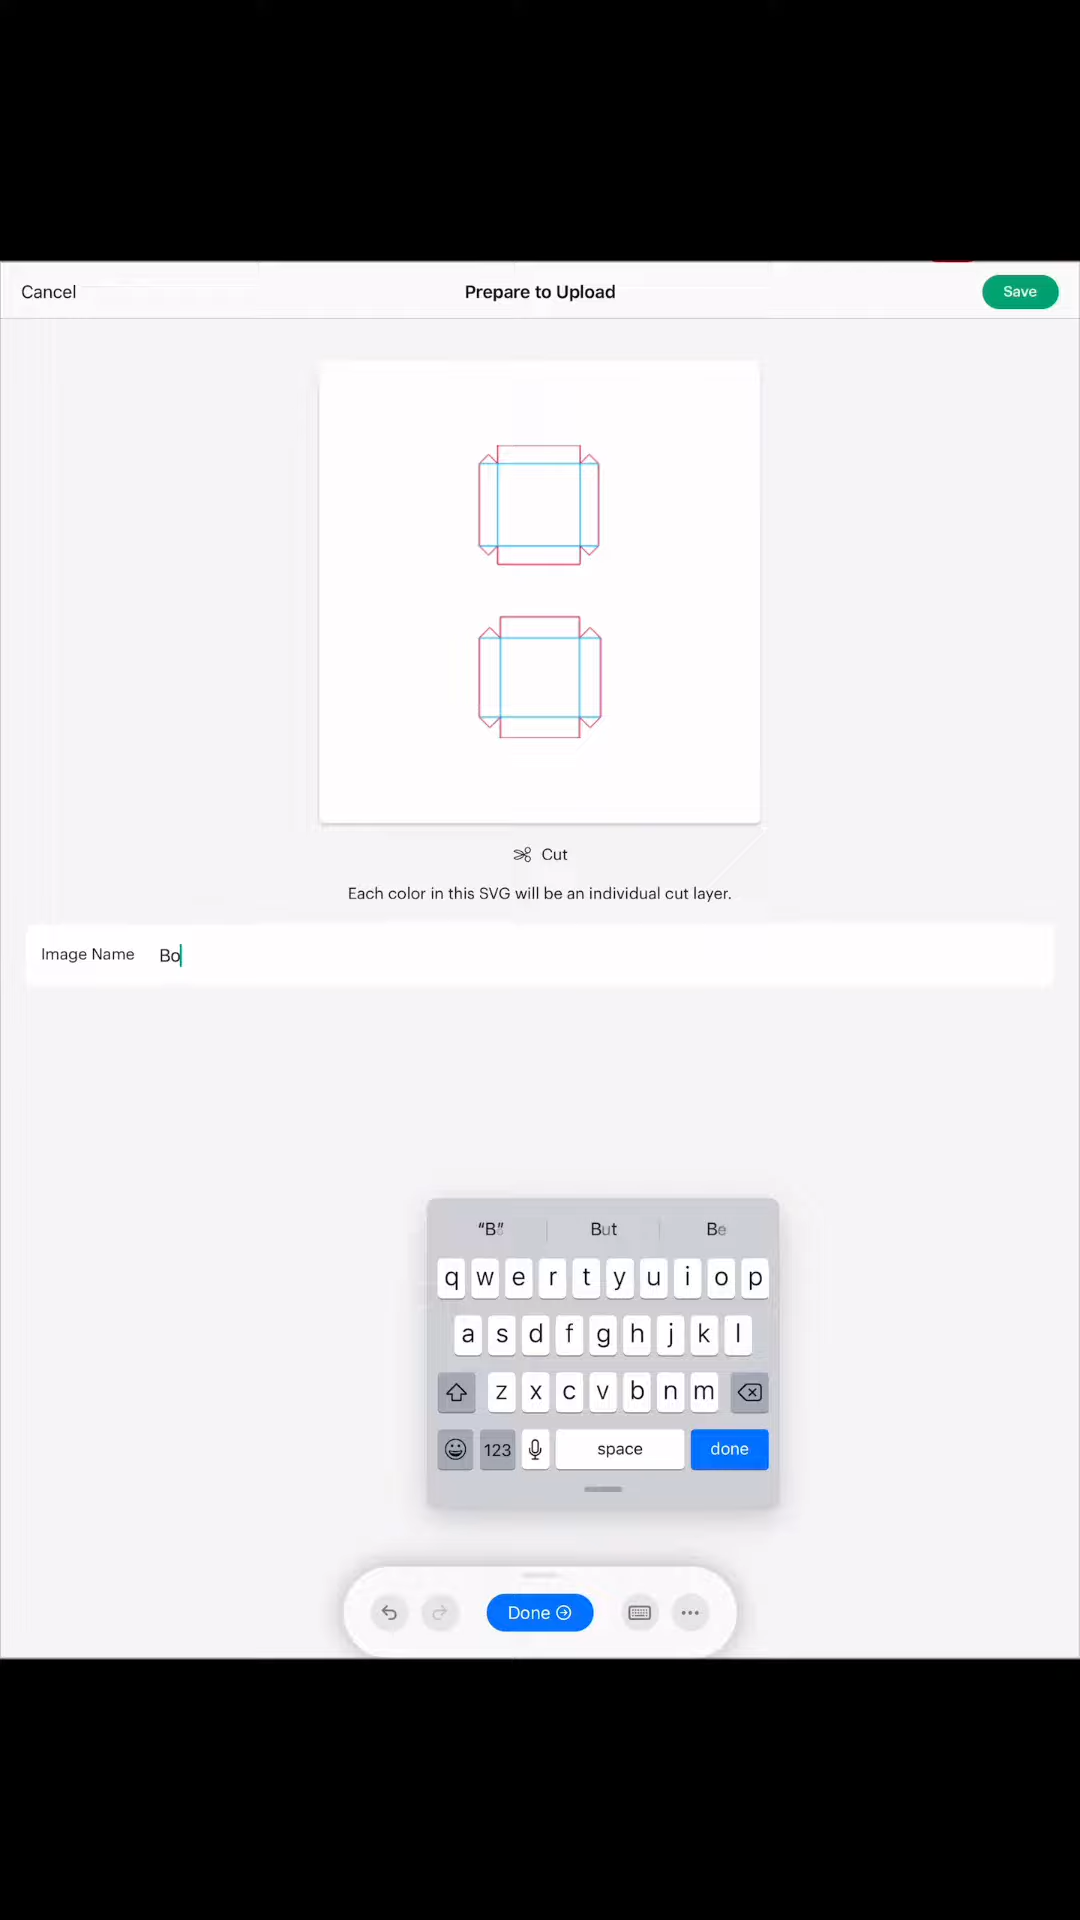 Cancel
Prepare to Upload
Save
Cut
Each color in this SVG will be an individual cut layer.
Image Name Bo
“B” But Be
q w e r t y u i o p
a s d f g h j k l
z x c v b n m
123 space done
Done